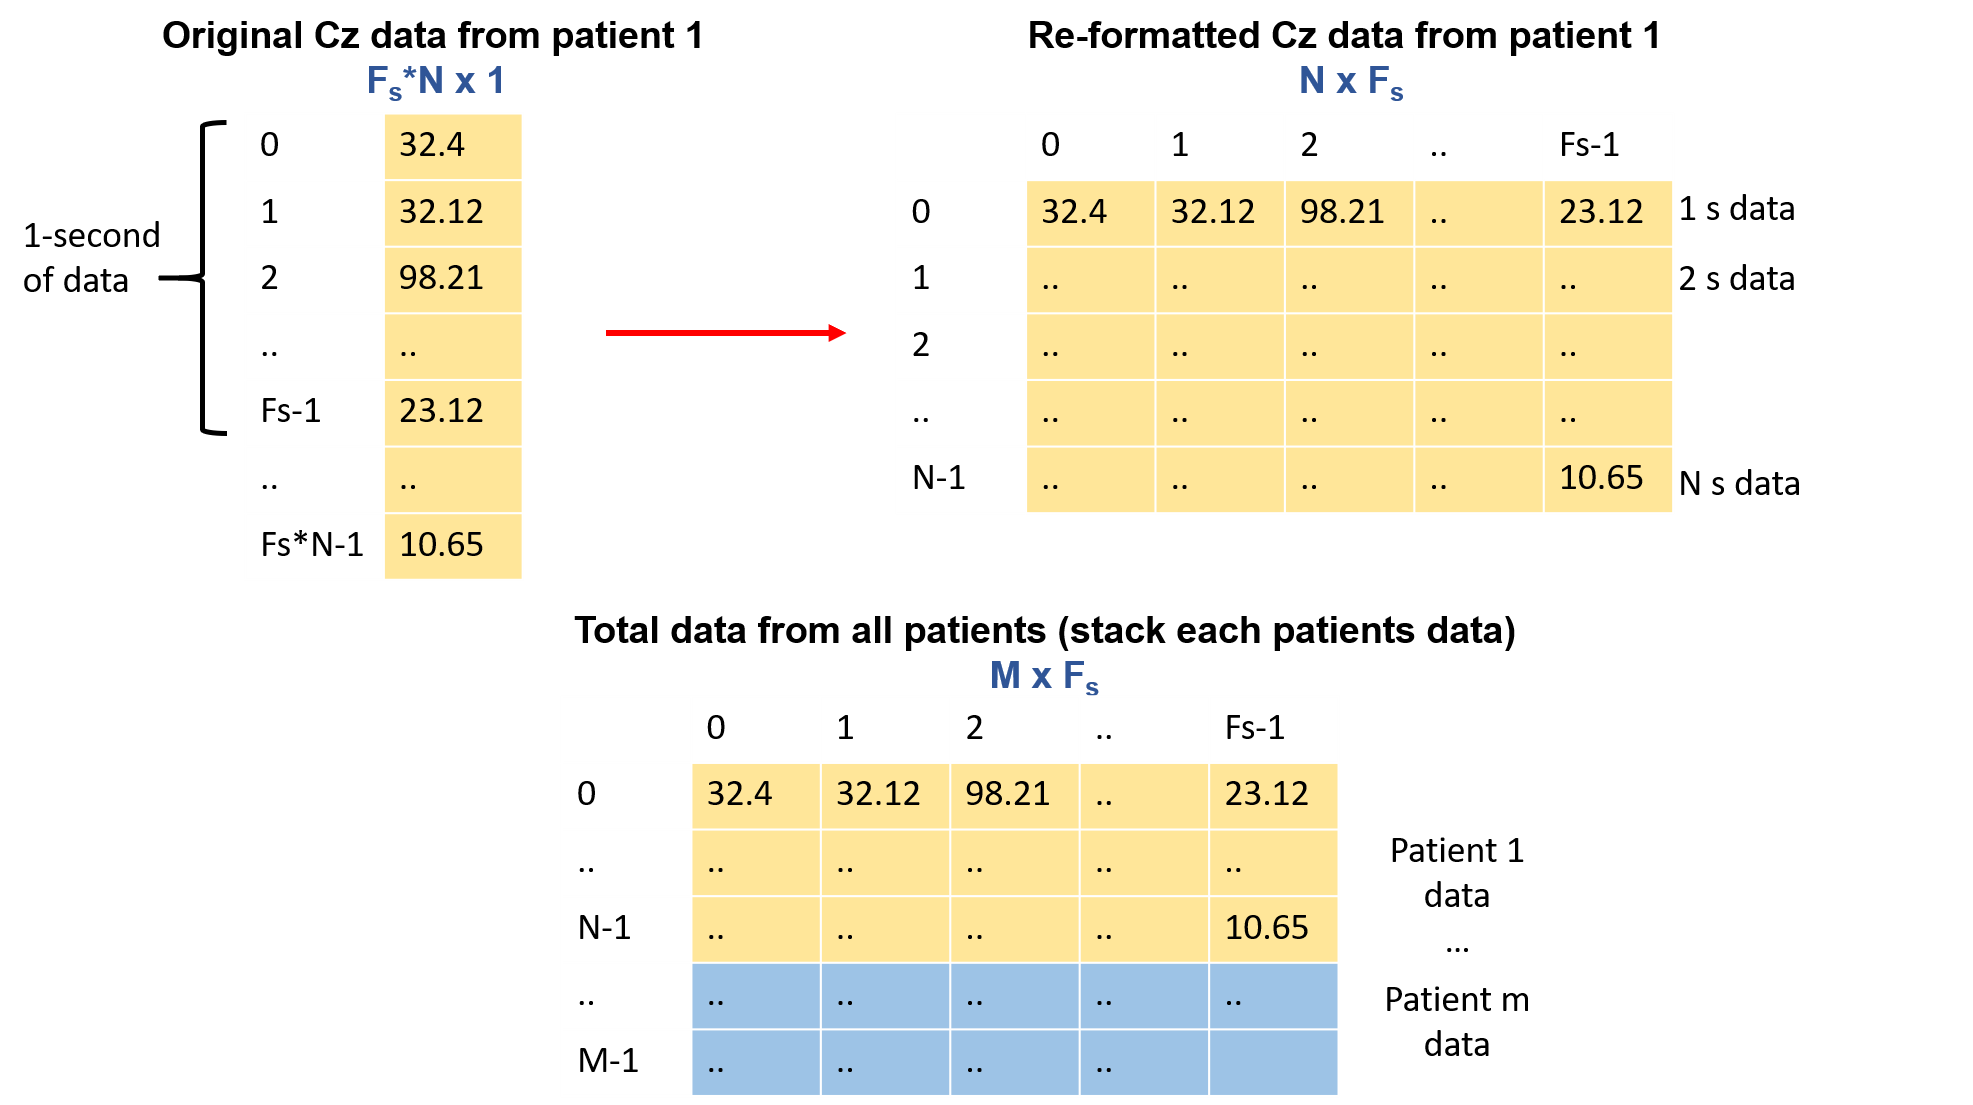 Original Cz data from patient 1
Fs*N x 1
0 32.4
1 32.12
1-second
of data
2 98.21
.. ..
Fs-1 23.12
.. ..
Fs*N-1 10.65
Re-formatted Cz data from patient 1
N x Fs
0 1 2 .. Fs-1
0 32.4 32.12 98.21 .. 23.12 1 s data
1 .. .. .. .. .. 2 s data
2 .. .. .. .. ..
.. .. .. .. .. ..
N-1 .. .. .. .. 10.65 N s data
Total data from all patients (stack each patients data)
M x Fs
0 1 2 .. Fs-1
0 32.4 32.12 98.21 .. 23.12
.. .. .. .. .. ..
N-1 .. .. .. .. 10.65
.. .. .. .. .. ..
M-1 .. .. .. ..
Patient 1
data
...
Patient m
data